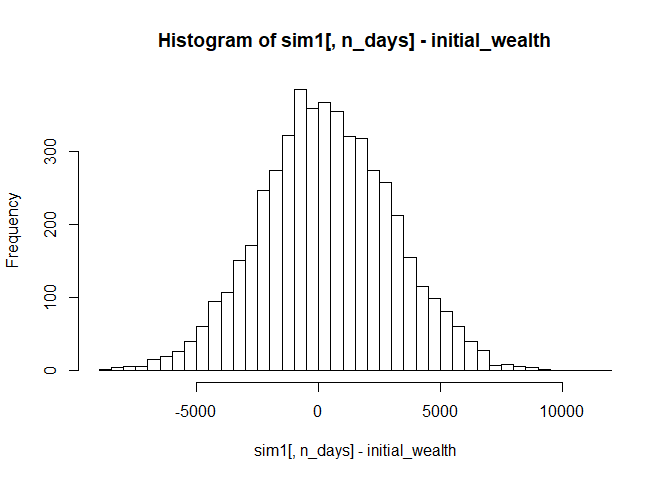 Histogram of sim1[, n_days] - initial_wealth
Frequency
300
200
100
0
-5000 0 5000 10000
sim1[, n_days] - initial_wealth